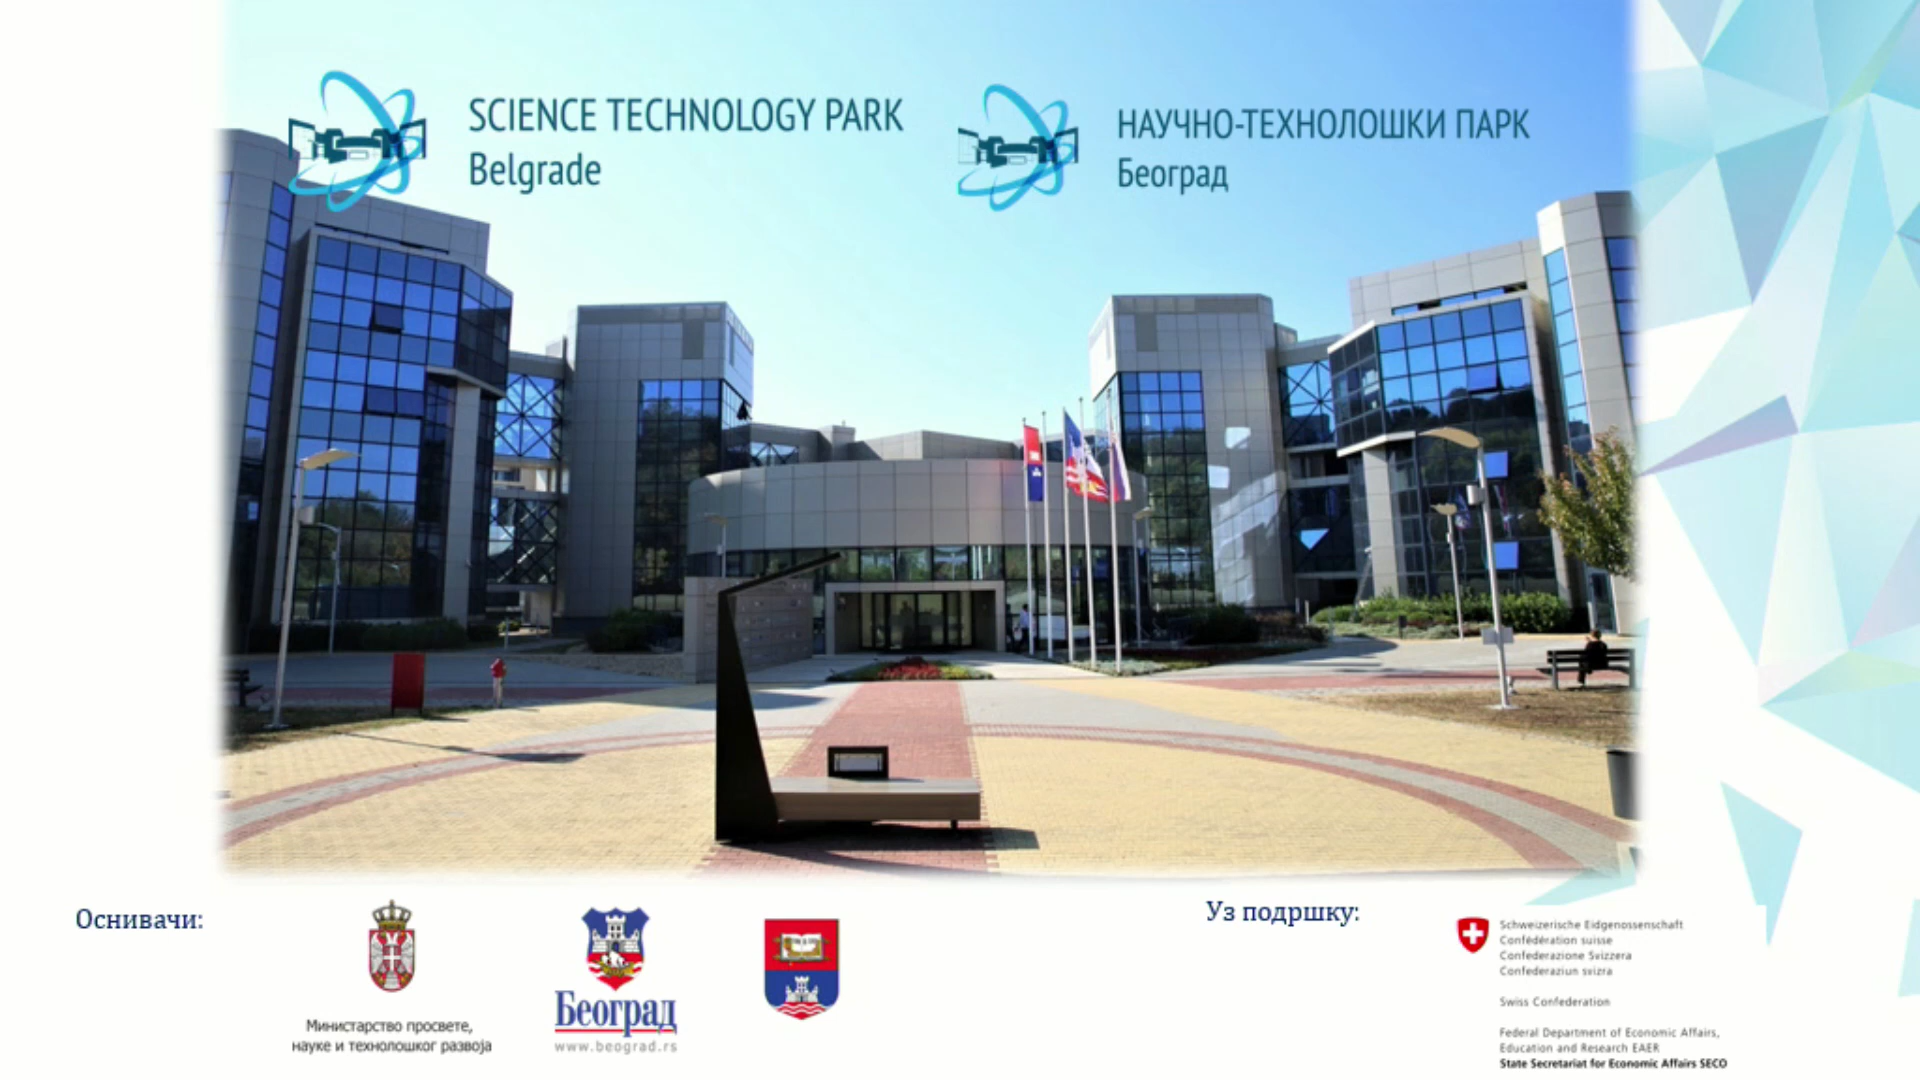 SCIENCE TECHNOLOGY PARK
Belgrade
НАУЧНО-ТЕХНОЛОШКИ ПАРК
Београд
Оснивачи:
Министарство просвете,
науке и технолошког развоја
Београд
www.beograd.rs
Уз подршку:
Schweizerische Eidgenossenschaft
Confédération suisse
Confederazione Svizzera
Confederaziun svizra
Swiss Confederation
Federal Department of Economic Affairs,
Education and Research EAER
State Secretariat for Economic Affairs SECO